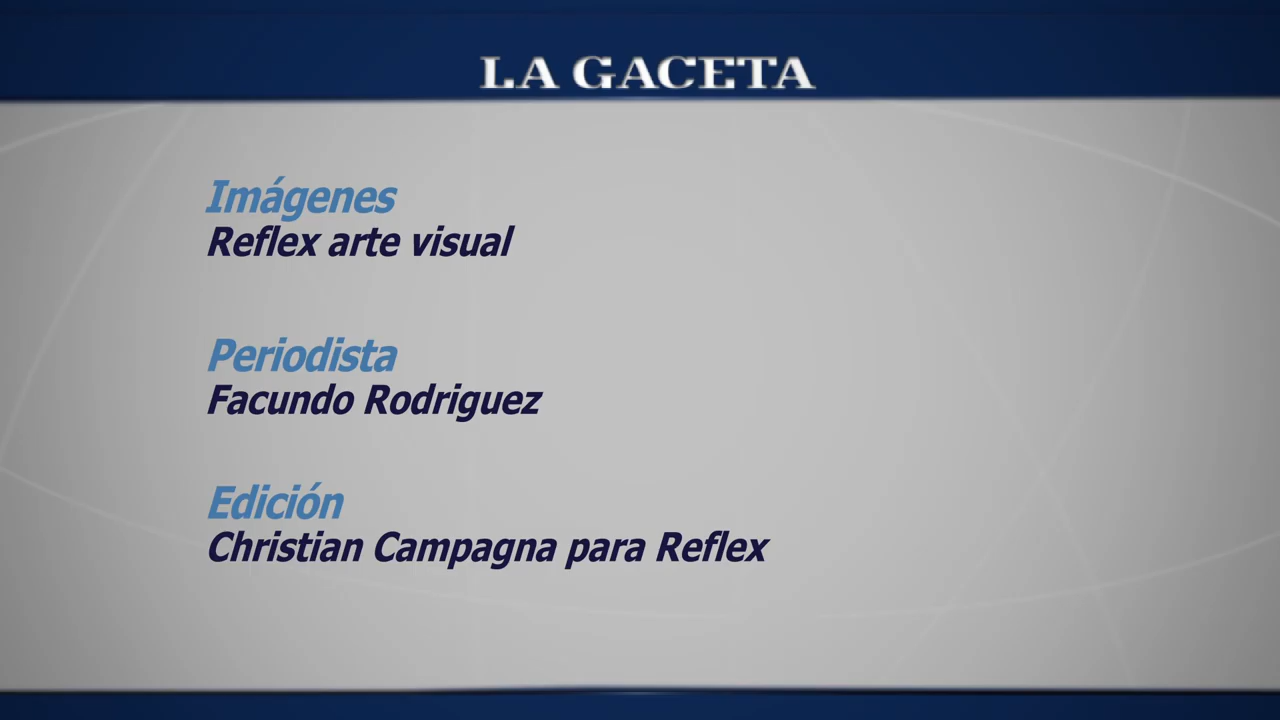 LA GACETA
Imágenes
Reflex arte visual
Periodista
Facundo Rodriguez
Edición
Christian Campagna para Reflex